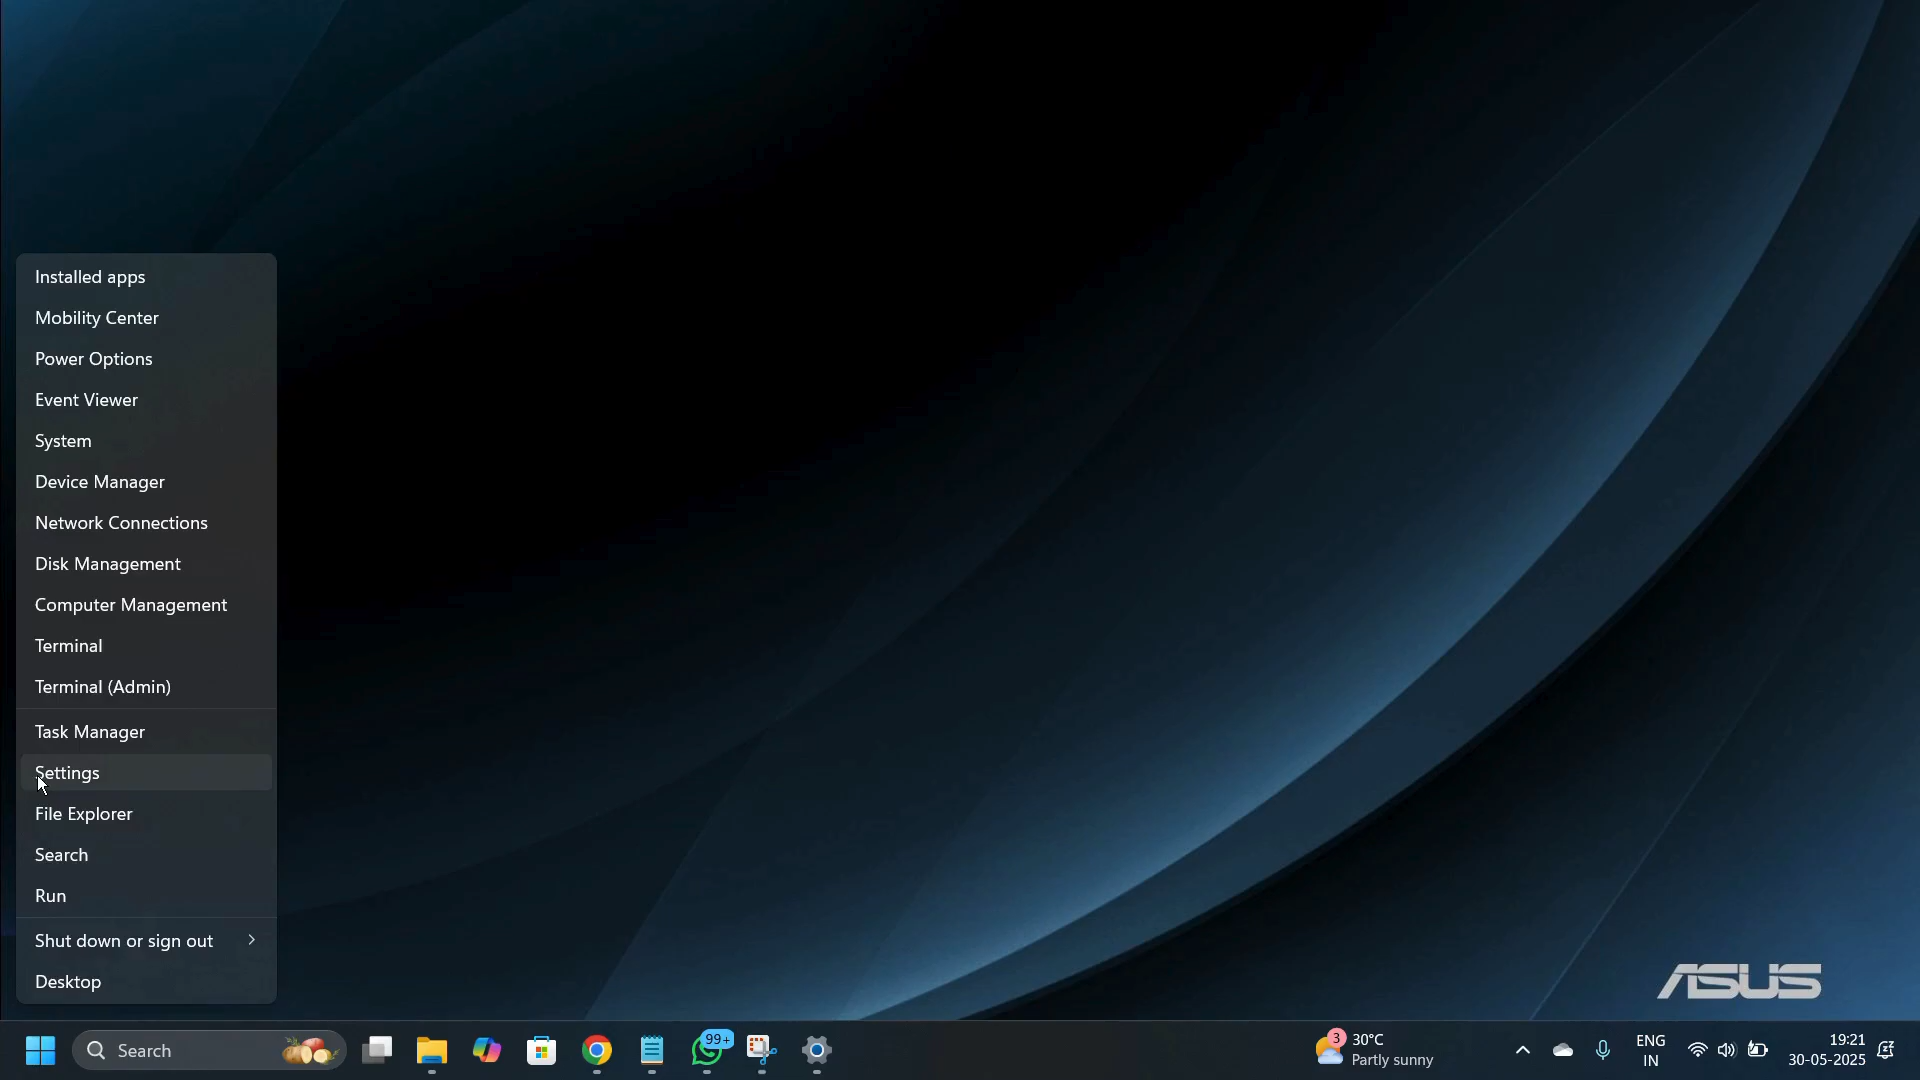 Installed apps
Mobility Center
Power Options
Event Viewer
System
Device Manager
Network Connections
Disk Management
Computer Management
Terminal
Terminal (Admin)
Task Manager
Settings
File Explorer
Search
Run
Shut down or sign out
Desktop
ASUS
Search
99+
3
30°C
Partly sunny
ENG
IN
19:21
30-05-2025